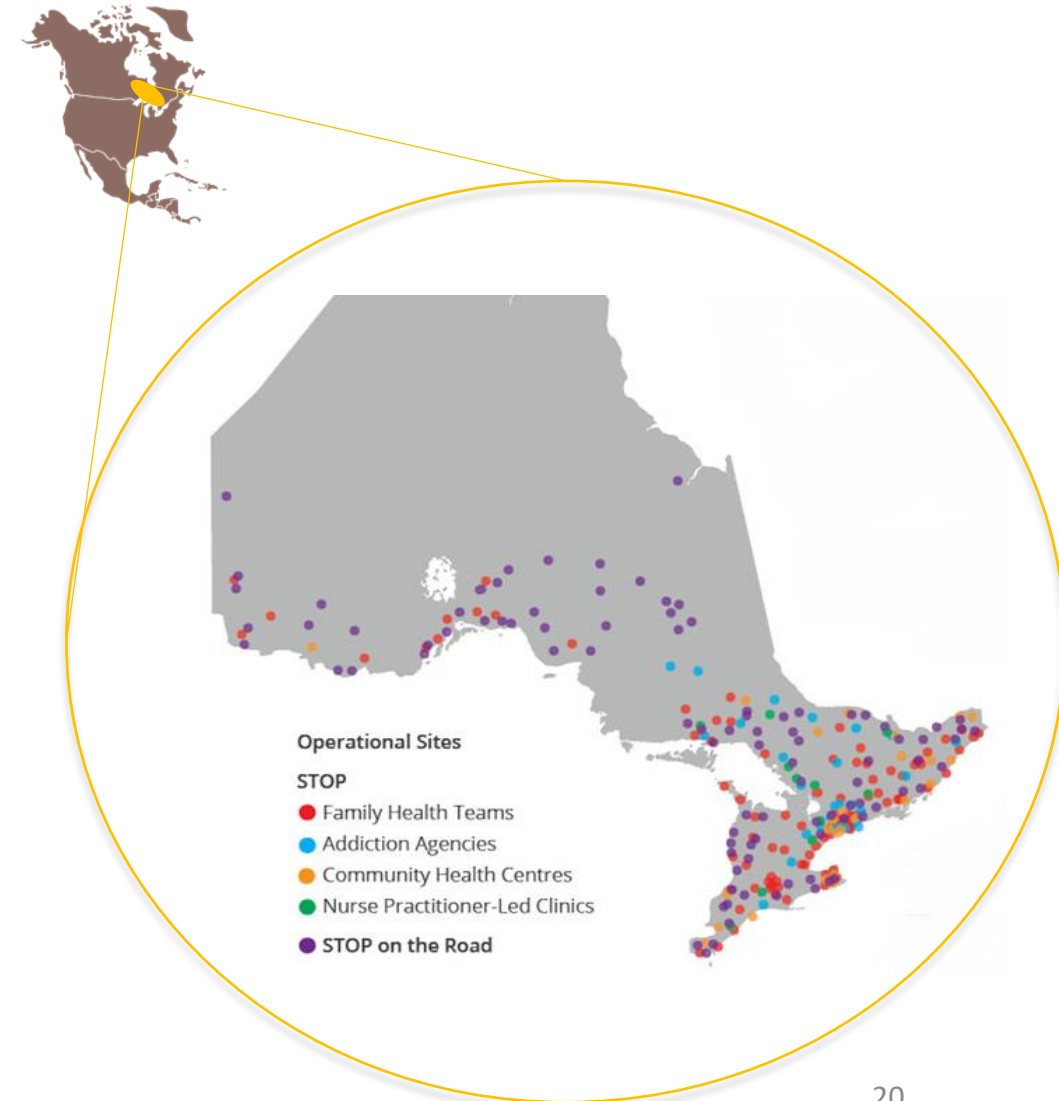 Operational Sites
STOP
Family Health Teams
Addiction Agencies
Community Health Centres
Nurse Practitioner-Led Clinics
STOP on the Road
20